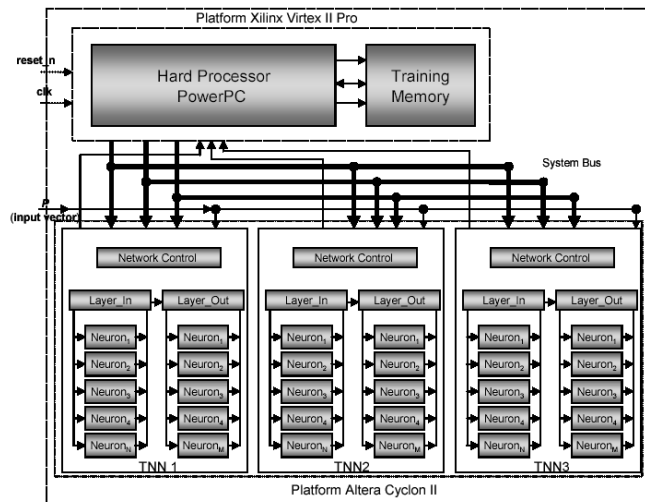 Platform Xilinx Virtex II Pro
reset_n
clk
Hard Processor
PowerPC
Training
Memory
System Bus
P
(input vector)
Network Control
Layer_In
Layer_Out
Neuron1
Neuron1
Neuron2
Neuron2
Neuron3
Neuron3
Neuron4
Neuron4
NeuronN
NeuronM
TNN 1
Network Control
Layer_In
Layer_Out
Neuron1
Neuron1
Neuron2
Neuron2
Neuron3
Neuron3
Neuron4
Neuron4
NeuronN
NeuronM
TNN2
Network Control
Layer_In
Layer_Out
Neuron1
Neuron1
Neuron2
Neuron2
Neuron3
Neuron3
Neuron4
Neuron4
NeuronN
NeuronM
TNN3
Platform Altera Cyclon II